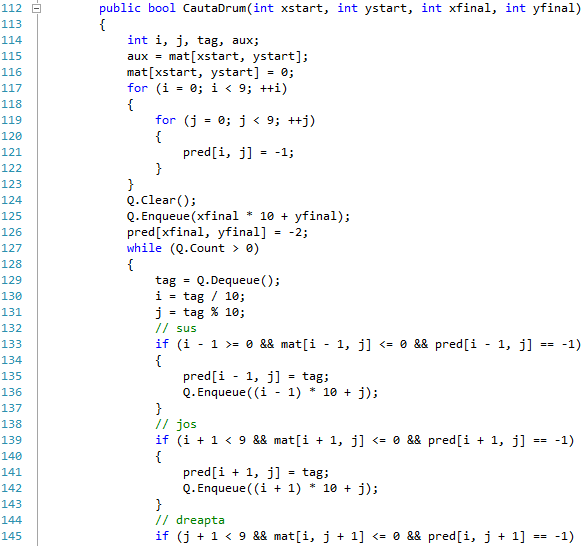 112 public bool CautaDrum(int xstart, int ystart, int xfinal, int yfinal)
113 {
114 int i, j, tag, aux;
115 aux = mat[xstart, ystart];
116 mat[xstart, ystart] = 0;
117 for (i = 0; i < 9; ++i)
118 {
119 for (j = 0; j < 9; ++j)
120 {
121 pred[i, j] = -1;
122 }
123 }
124 Q.Clear();
125 Q.Enqueue(xfinal * 10 + yfinal);
126 pred[xfinal, yfinal] = -2;
127 while (Q.Count > 0)
128 {
129 tag = Q.Dequeue();
130 i = tag / 10;
131 j = tag % 10;
132 // sus
133 if (i - 1 >= 0 && mat[i - 1, j] <= 0 && pred[i - 1, j] == -1)
134 {
135 pred[i - 1, j] = tag;
136 Q.Enqueue((i - 1) * 10 + j);
137 }
138 // jos
139 if (i + 1 < 9 && mat[i + 1, j] <= 0 && pred[i + 1, j] == -1)
140 {
141 pred[i + 1, j] = tag;
142 Q.Enqueue((i + 1) * 10 + j);
143 }
144 // dreapta
145 if (j + 1 < 9 && mat[i, j + 1] <= 0 && pred[i, j + 1] == -1)